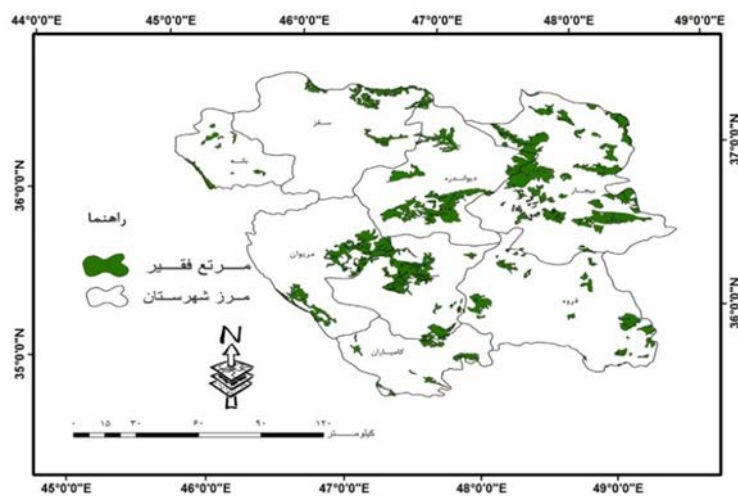 44°0'0"E 45°0'0"E 46°0'0"E 47°0'0"E 48°0'0"E 49°0'0"E
37°0'0"N
36°0'0"N
36°0'0"N
35°0'0"N
سقز
بانه
دیواندره
بیجار
مریوان
قروه
کامیاران
راهنما
مرتع فقیر
مرز شهرستان
N
۰ ۱۵ ۳۰ ۶۰ ۹۰ ۱۲۰
کیلومتر
45°0'0"E 46°0'0"E 47°0'0"E 48°0'0"E 49°0'0"E